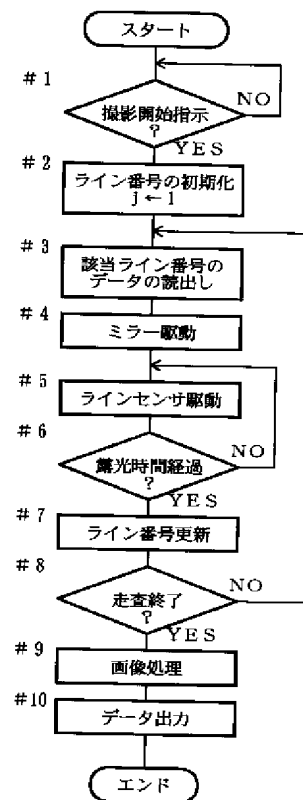 スタート
#1
撮影開始指示
?
NO
YES
#2
ライン番号の初期化
j←1
#3
該当ライン番号の
データの読出し
#4
ミラー駆動
#5
ラインセンサ駆動
#6
露光時間経過
?
NO
YES
#7
ライン番号更新
#8
走査終了
?
NO
YES
#9
画像処理
#10
データ出力
エンド